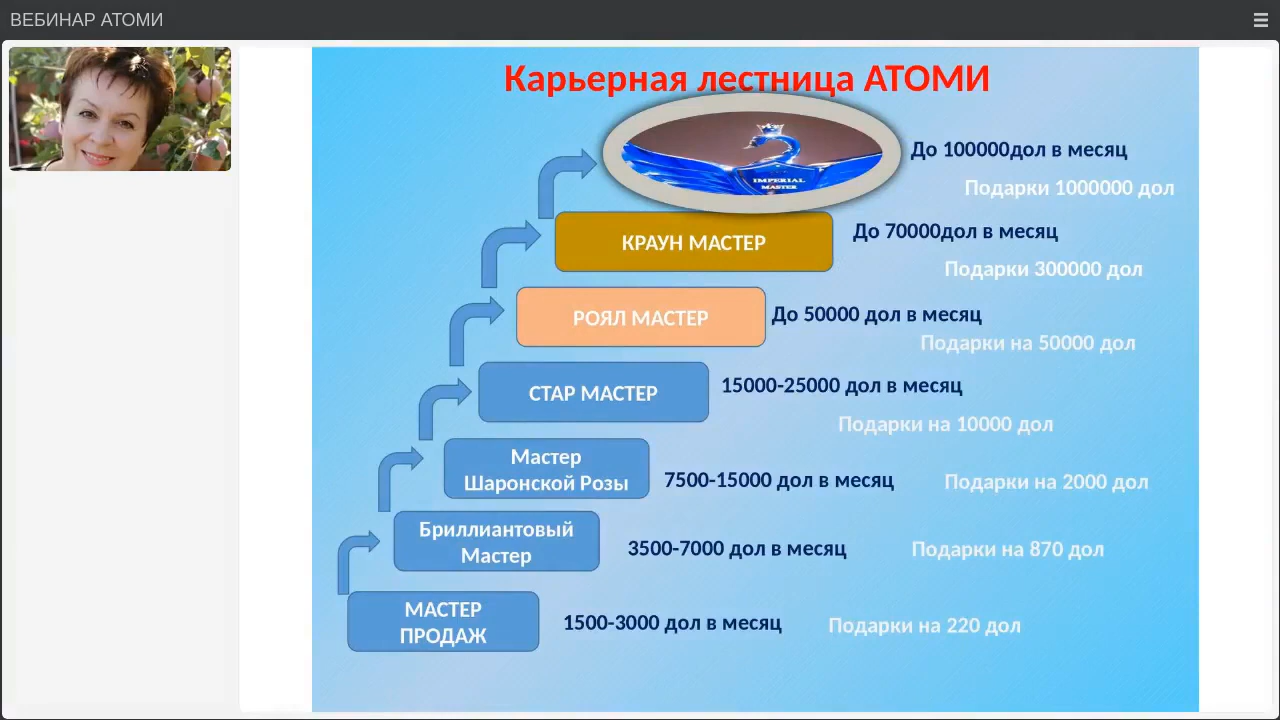 ВЕБИНАР АТОМИ
Карьерная лестница АТОМИ
IMPERIAL
MASTER
До 100000дол в месяц
Подарки 1000000 дол
КРАУН МАСТЕР
До 70000дол в месяц
Подарки 300000 дол
РОЯЛ МАСТЕР
До 50000 дол в месяц
Подарки на 50000 дол
СТАР МАСТЕР
15000-25000 дол в месяц
Подарки на 10000 дол
Мастер
Шаронской Розы
7500-15000 дол в месяц
Подарки на 2000 дол
Бриллиантовый
Мастер
3500-7000 дол в месяц
Подарки на 870 дол
МАСТЕР
ПРОДАЖ
1500-3000 дол в месяц
Подарки на 220 дол